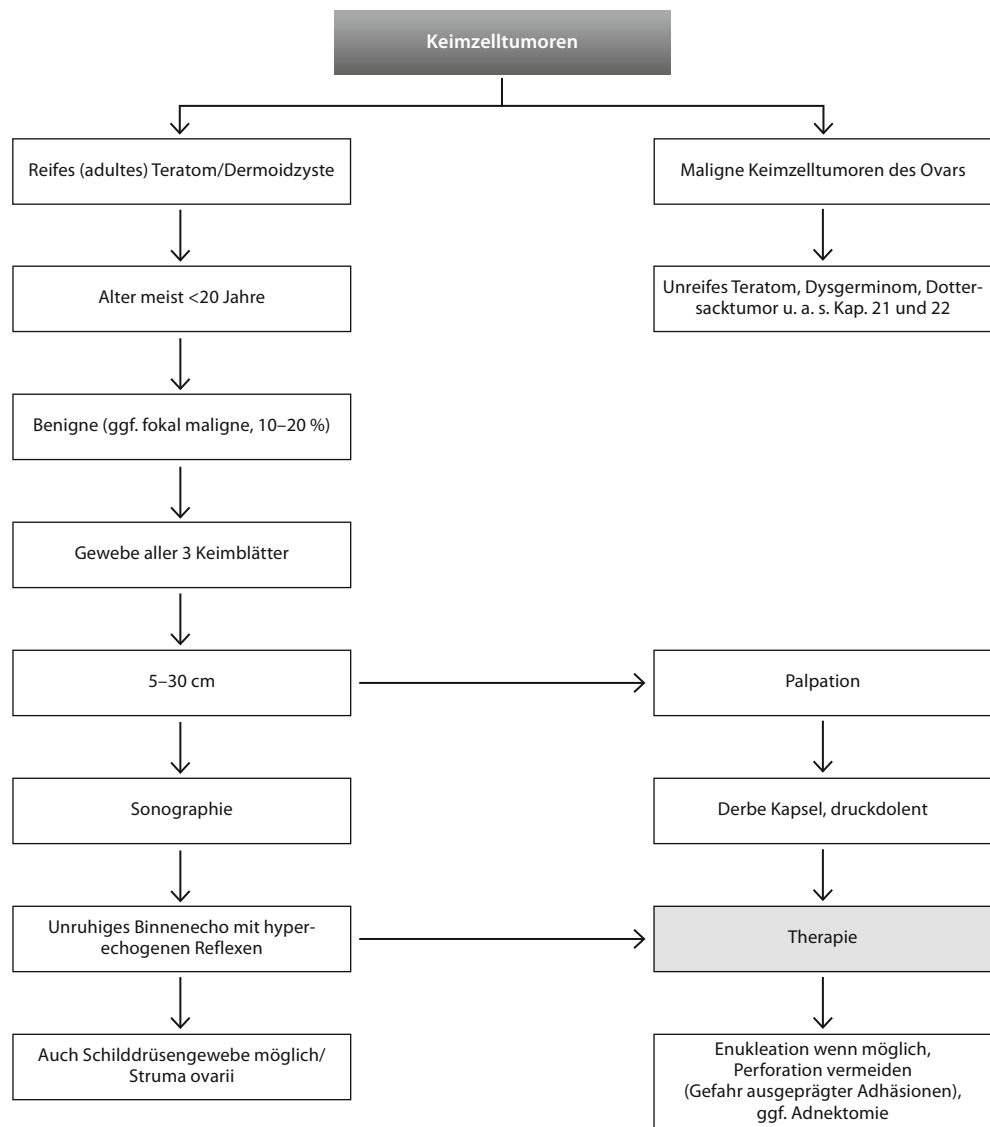 Keimzelltumoren
Reifes (adultes) Teratom/Dermoidzyste
Maligne Keimzelltumoren des Ovars
Alter meist <20 Jahre
Unreifes Teratom, Dysgerminom, Dotter-
sacktumor u. a. s. Kap. 21 und 22
Benigne (ggf. fokal maligne, 10–20 %)
Gewebe aller 3 Keimblätter
5–30 cm
Palpation
Sonographie
Derbe Kapsel, druckdolent
Unruhiges Binnenecho mit hyper-
echogenen Reflexen
Therapie
Auch Schilddrüsengewebe möglich/
Struma ovarii
Enukleation wenn möglich,
Perforation vermeiden
(Gefahr ausgeprägter Adhäsionen),
ggf. Adnektomie